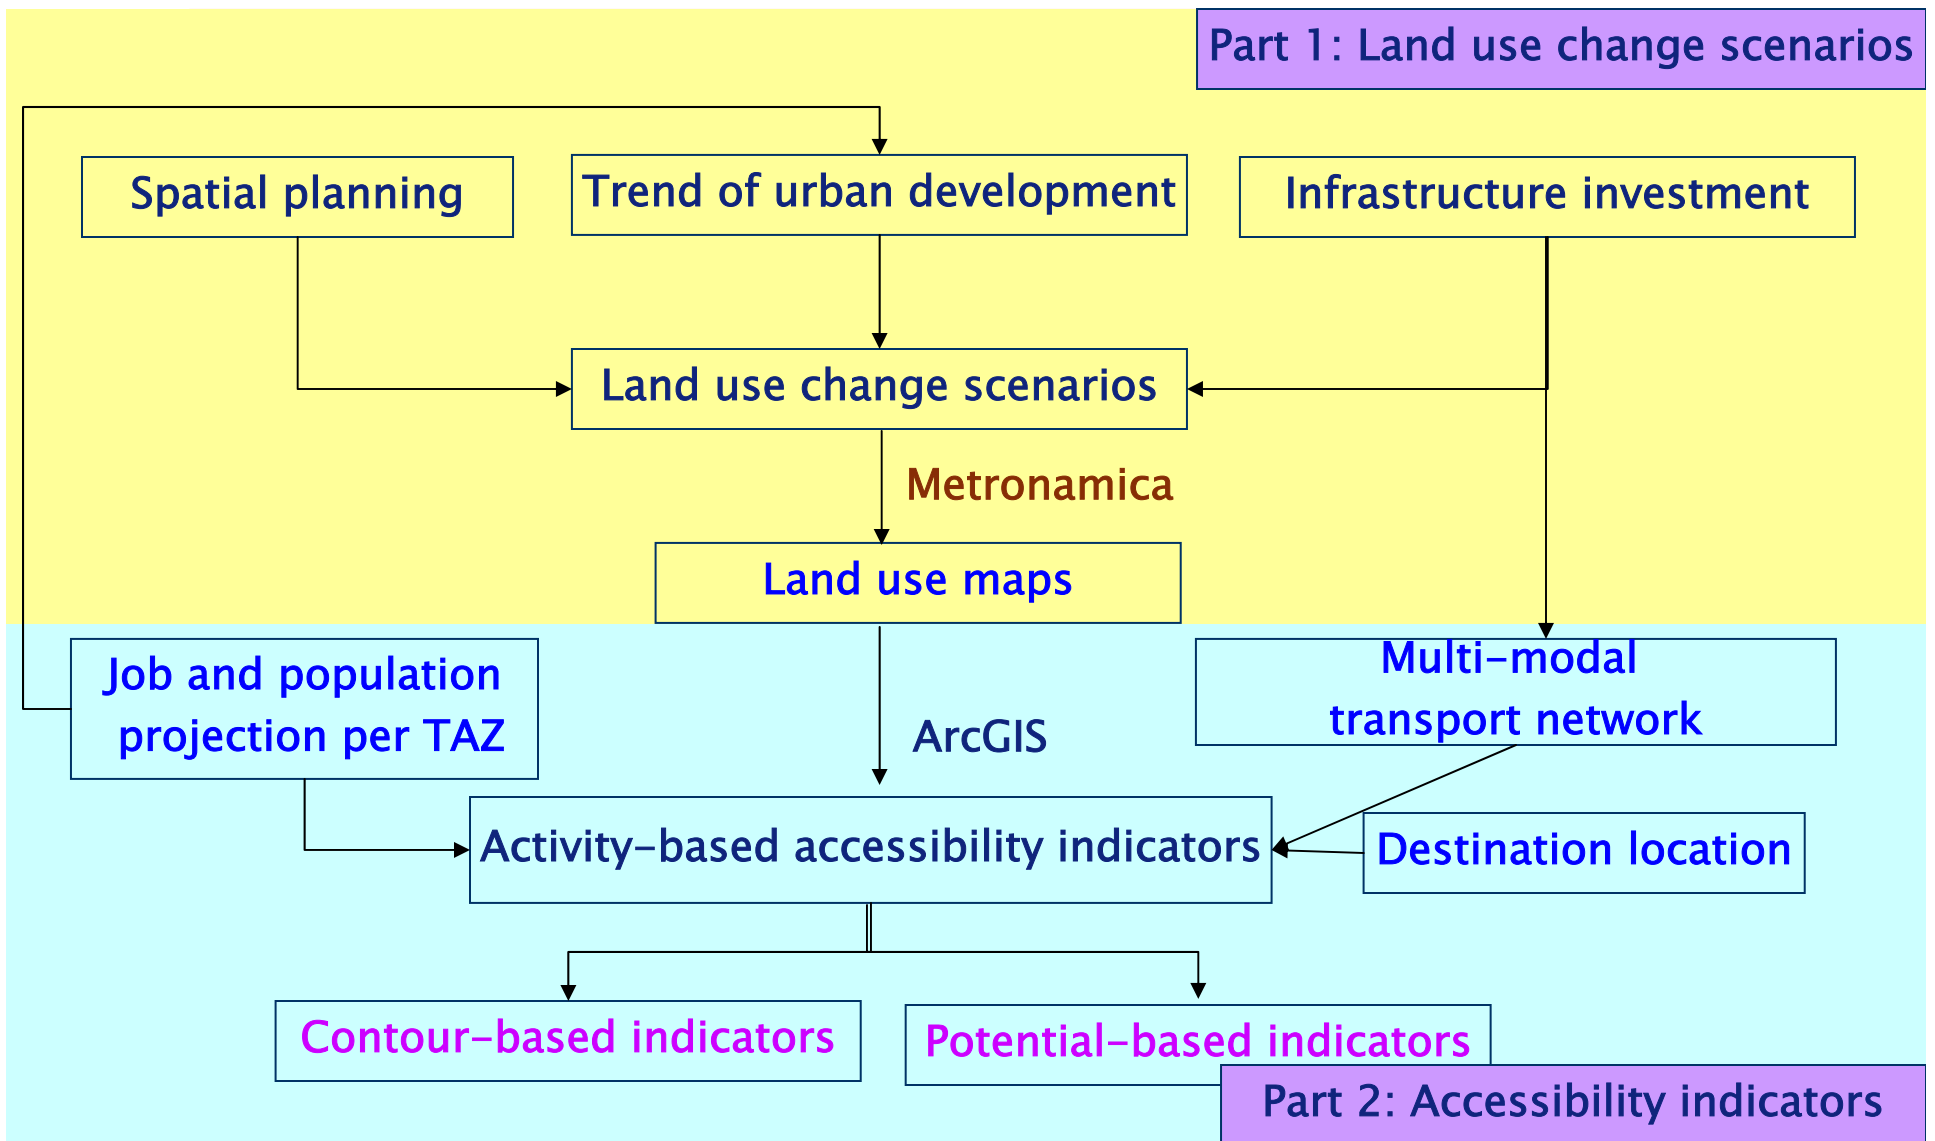 Part 1: Land use change scenarios
Spatial planning
Trend of urban development
Infrastructure investment
Land use change scenarios
Metronamica
Land use maps
Job and population
projection per TAZ
ArcGIS
Multi-modal
transport network
Activity-based accessibility indicators
Destination location
Contour-based indicators
Potential-based indicators
Part 2: Accessibility indicators